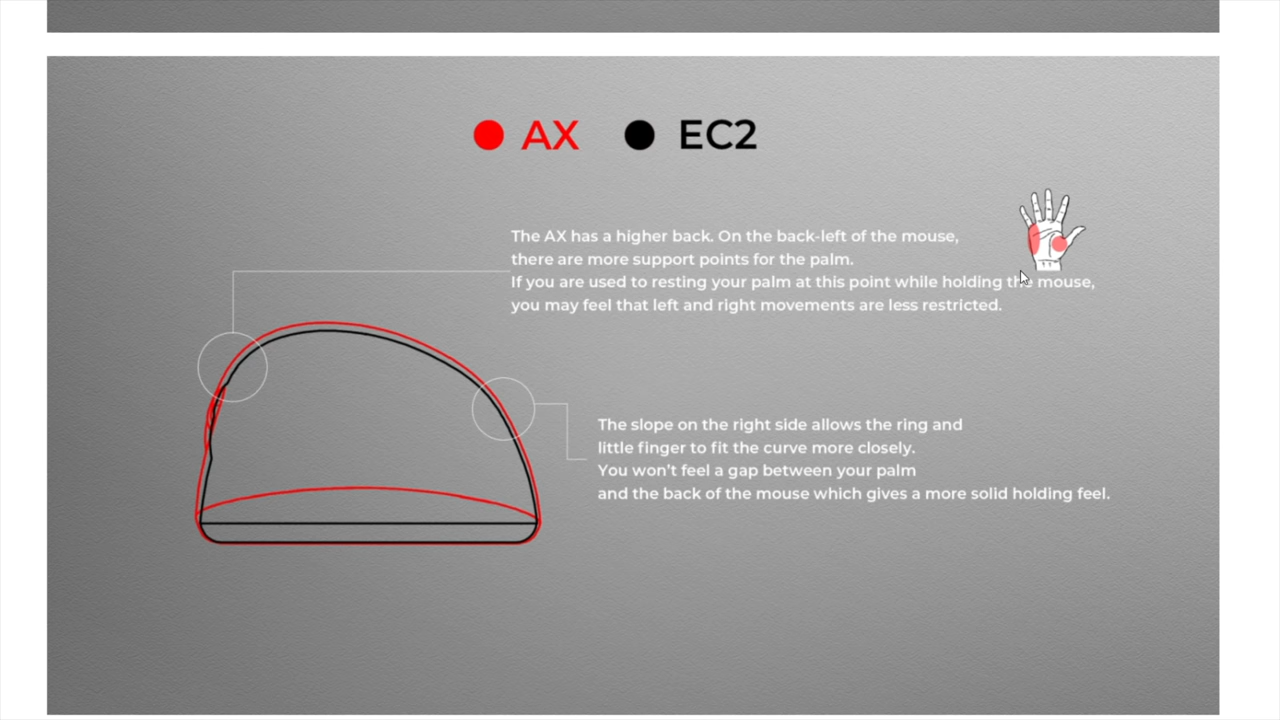 AX EC2
The AX has a higher back. On the back-left of the mouse,
there are more support points for the palm.
If you are used to resting your palm at this point while holding the mouse,
you may feel that left and right movements are less restricted.
The slope on the right side allows the ring and
little finger to fit the curve more closely.
You won't feel a gap between your palm
and the back of the mouse which gives a more solid holding feel.